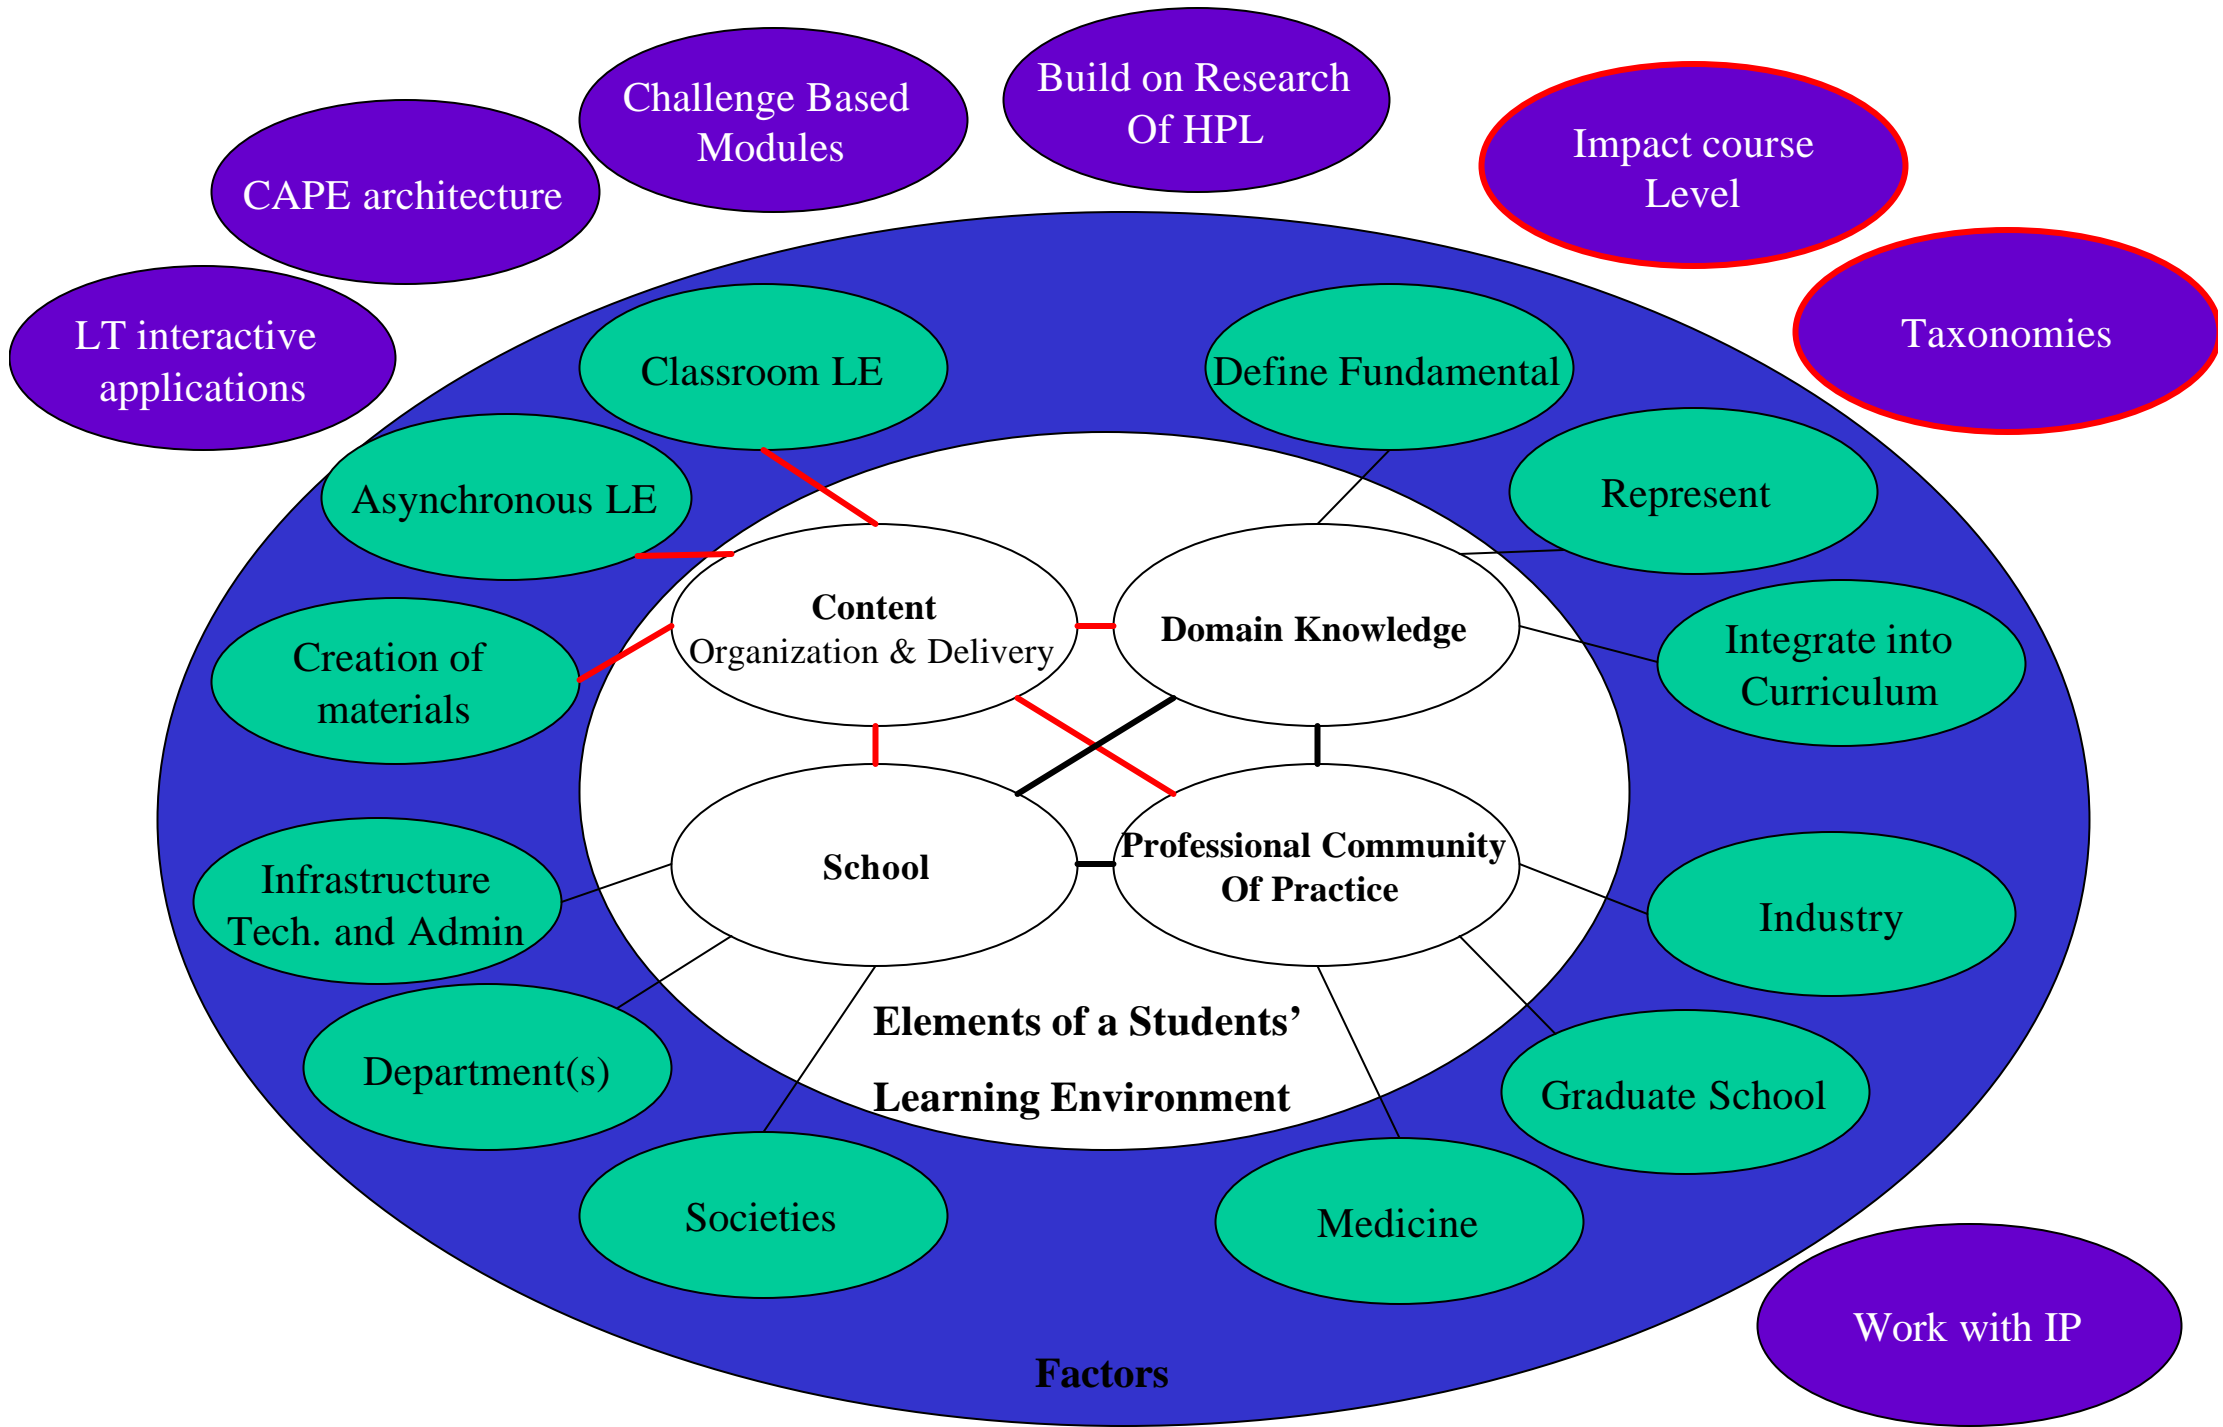 Build on Research
Of HPL
Challenge Based
Modules
Impact course
Level
CAPE architecture
Taxonomies
LT interactive
applications
Classroom LE
Define Fundamental
Asynchronous LE
Represent
Content
Organization & Delivery
Domain Knowledge
Creation of
materials
Integrate into
Curriculum
Infrastructure
Tech. and Admin
School
Professional Community
Of Practice
Industry
Department(s)
Elements of a Students’
Learning Environment
Graduate School
Societies
Medicine
Work with IP
Factors